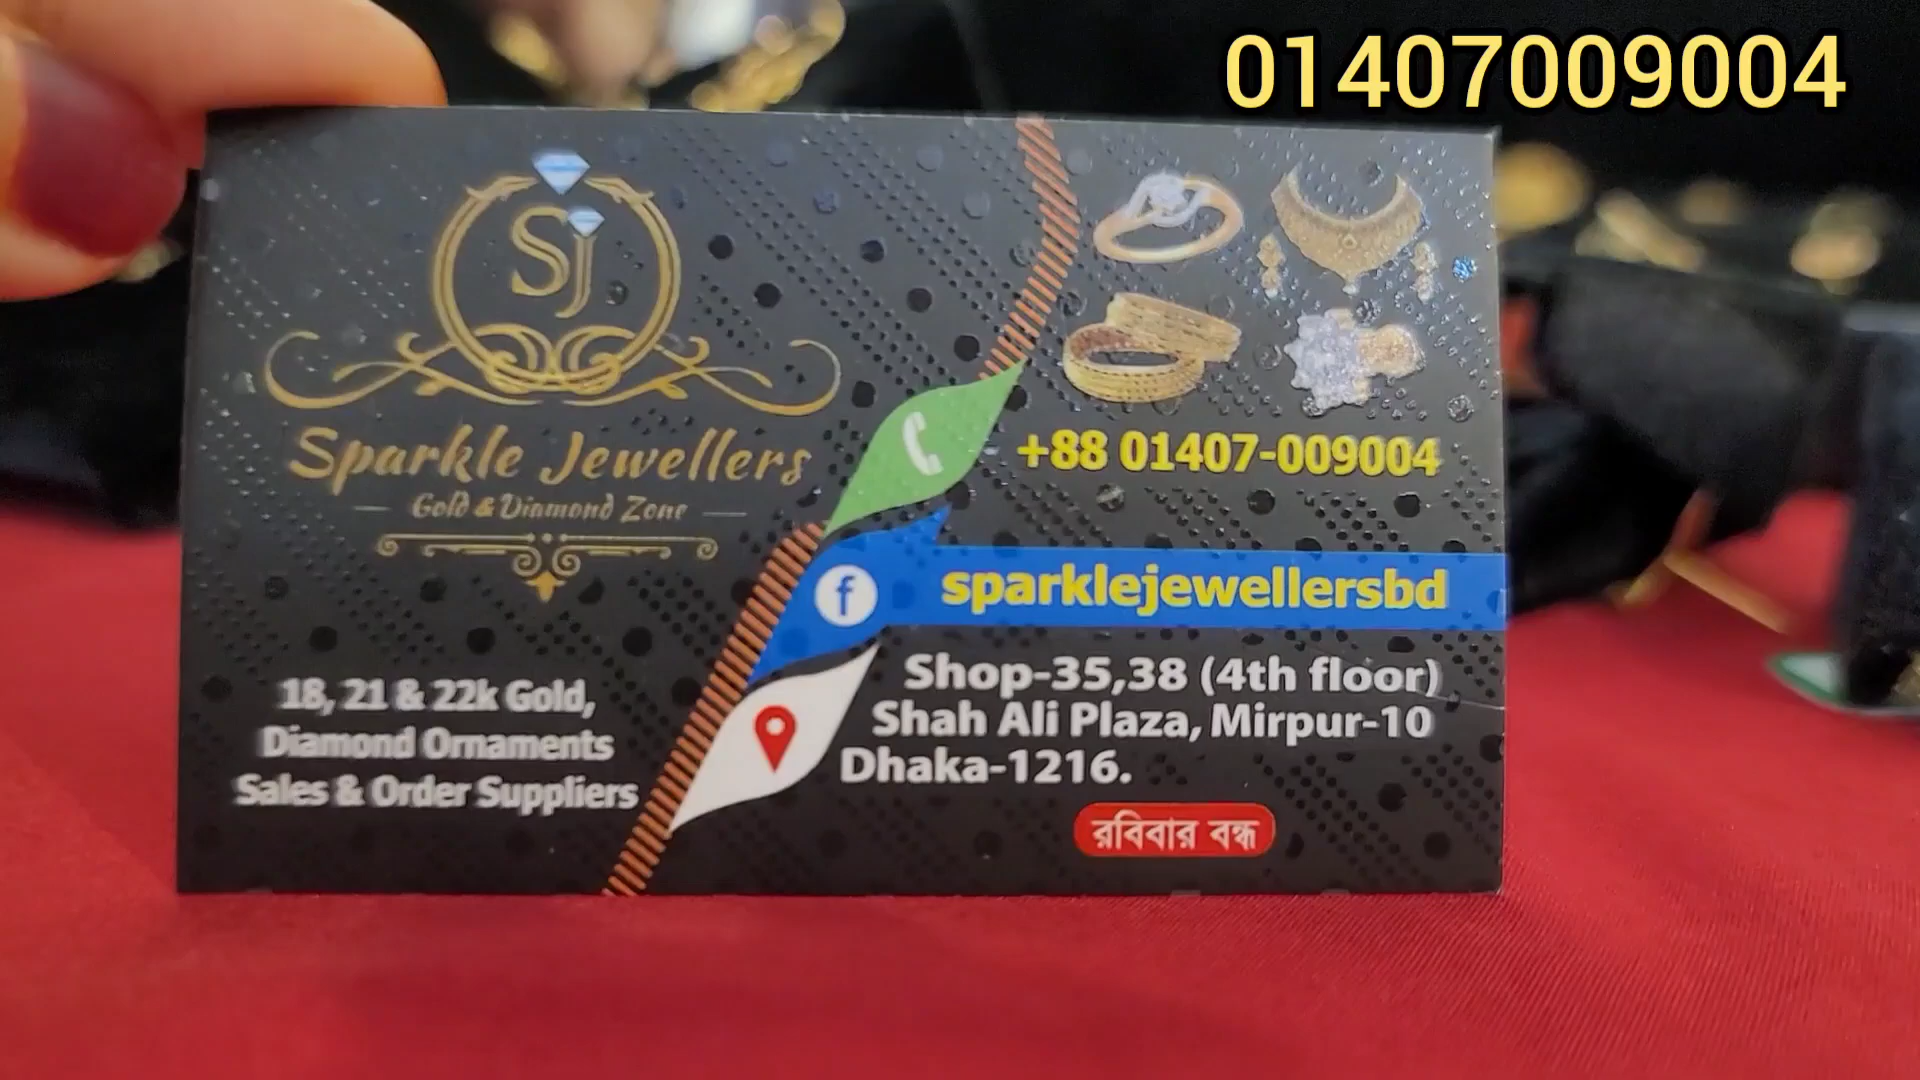 01407009004
SJ
Sparkle Jewellers
Gold & Diamond Zone
18, 21 & 22k Gold,
Diamond Ornaments
Sales & Order Suppliers
+88 01407-009004
f
sparklejewellersbd
Shop-35,38 (4th floor)
Shah Ali Plaza, Mirpur-10
Dhaka-1216.
রবিবার বন্ধ